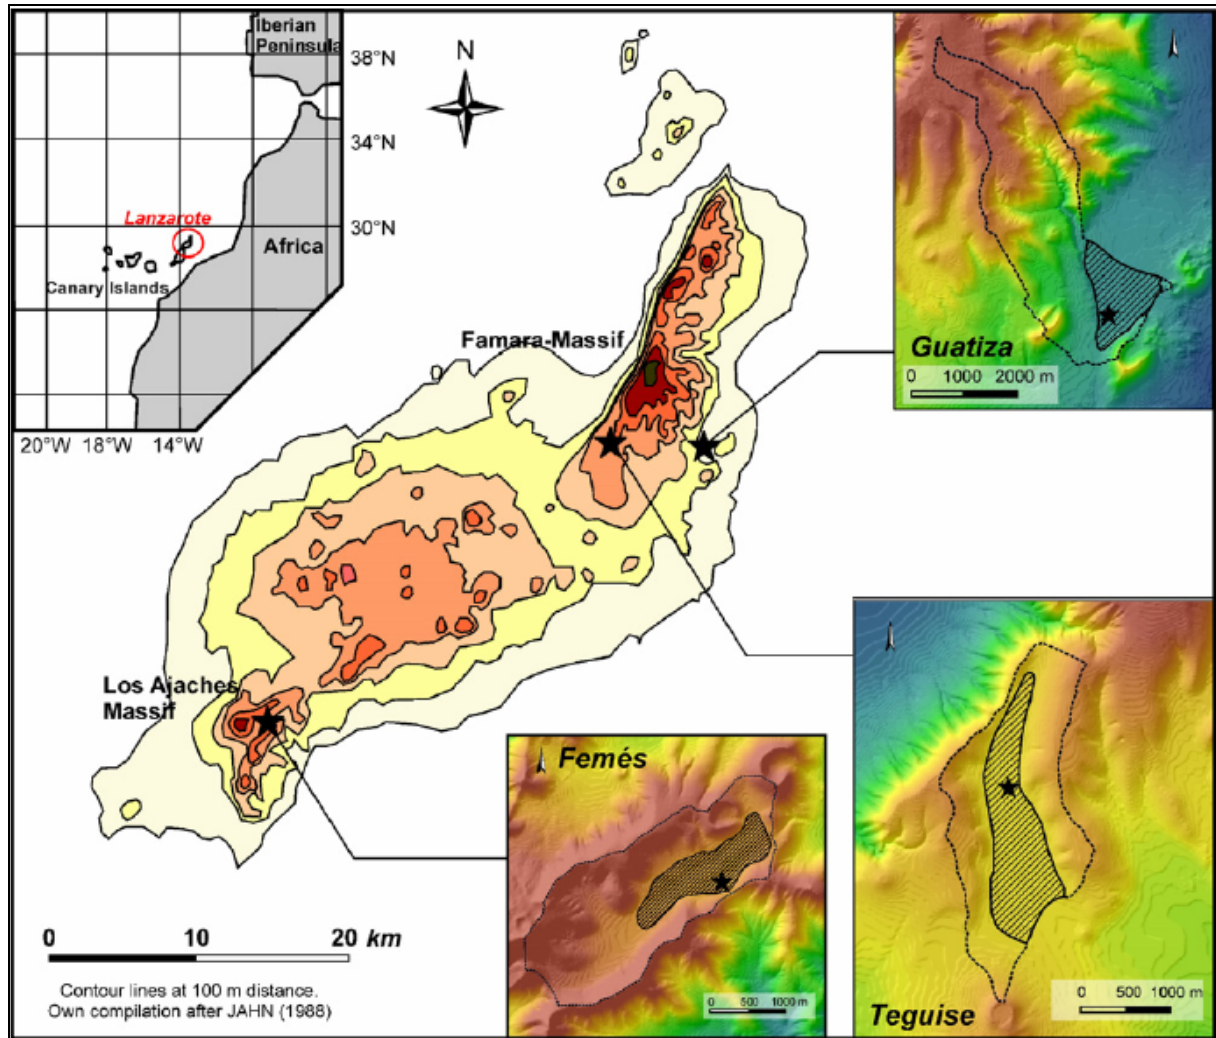 Iberian
Peninsula
38°N
34°N
30°N
Lanzarote
Africa
Canary Islands
20°W 18°W 14°W
N
Famara-Massif
Guatiza
0 1000 2000 m
Los Ajaches
Massif
Femés
0 500 1000 m
Teguise
0 500 1000 m
0 10 20 km
Contour lines at 100 m distance.
Own compilation after JAHN (1988)